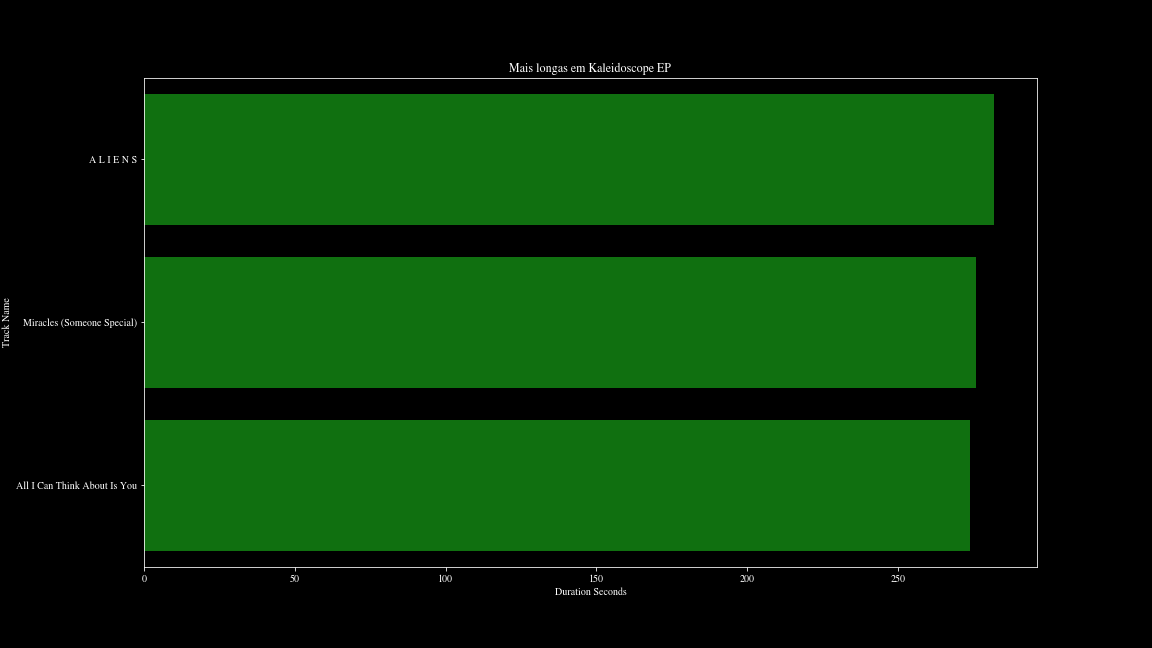 Mais longas em Kaleidoscope EP
Track Name
A L I E N S
Miracles (Someone Special)
All I Can Think About Is You
0 50 100 150 200 250
Duration Seconds